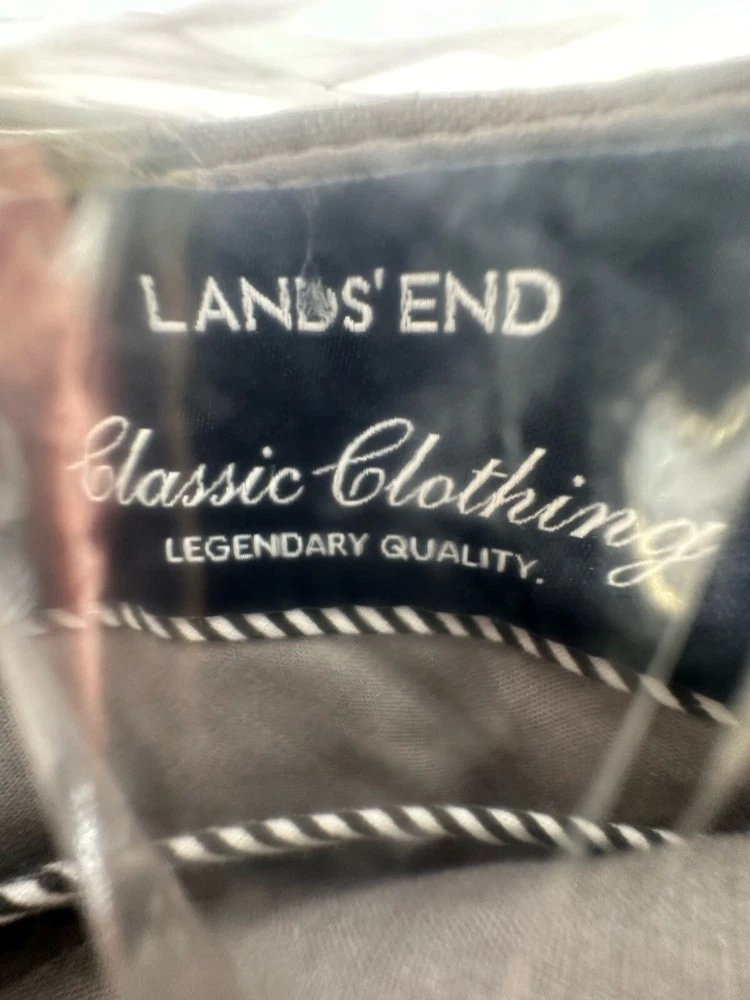 LANDS' END
Classic Clothing
LEGENDARY QUALITY.